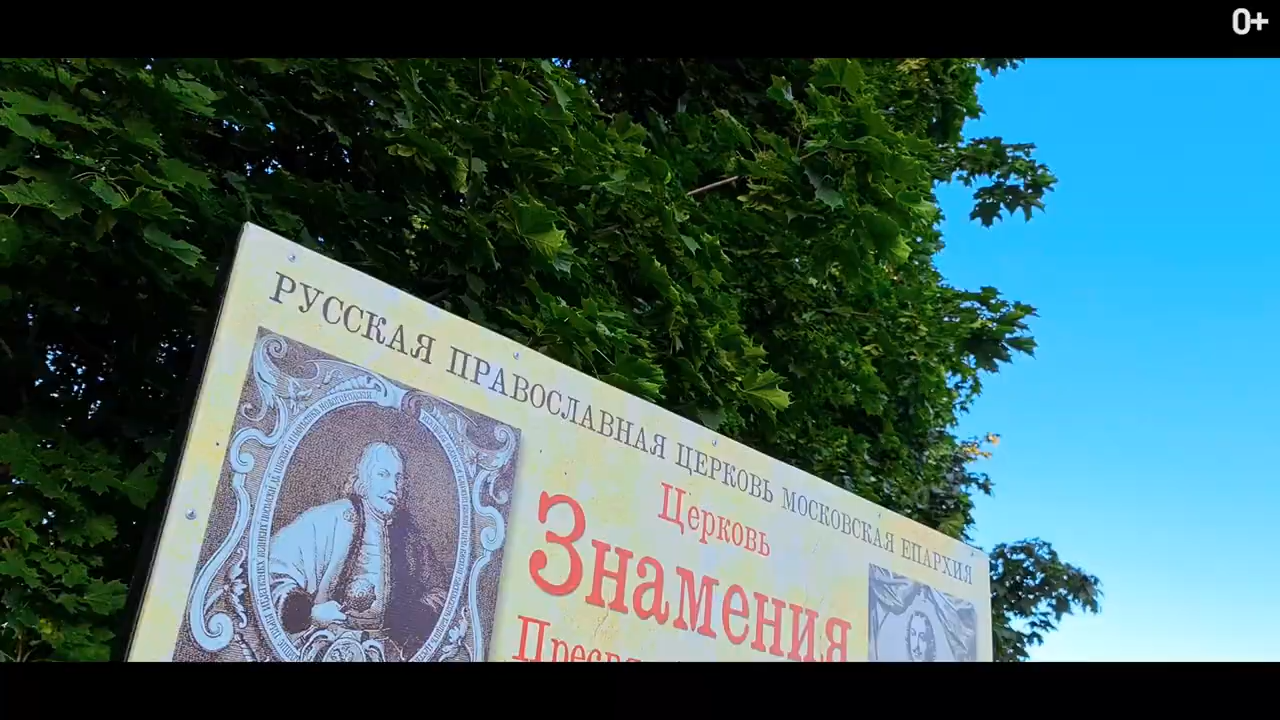 0+
РУССКАЯ ПРАВОСЛАВНАЯ ЦЕРКОВЬ МОСКОВСКАЯ ЕПАРХИЯ
Церковь
Знамения